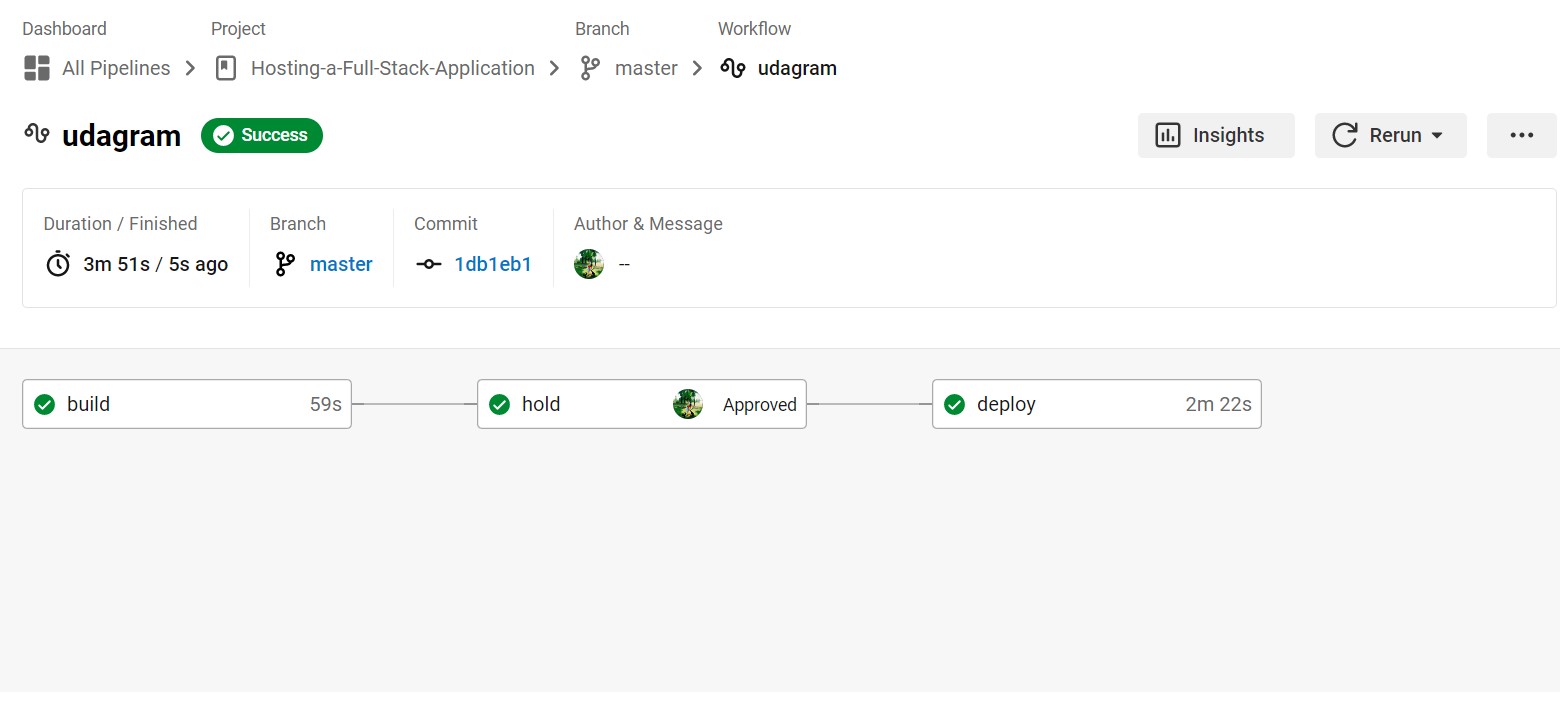 Dashboard Project Branch Workflow
All Pipelines Hosting-a-Full-Stack-Application master udagram
udagram Success Insights Rerun
Duration / Finished Branch Commit Author & Message
3m 51s / 5s ago master 1db1eb1 --
build 59s hold Approved deploy 2m 22s